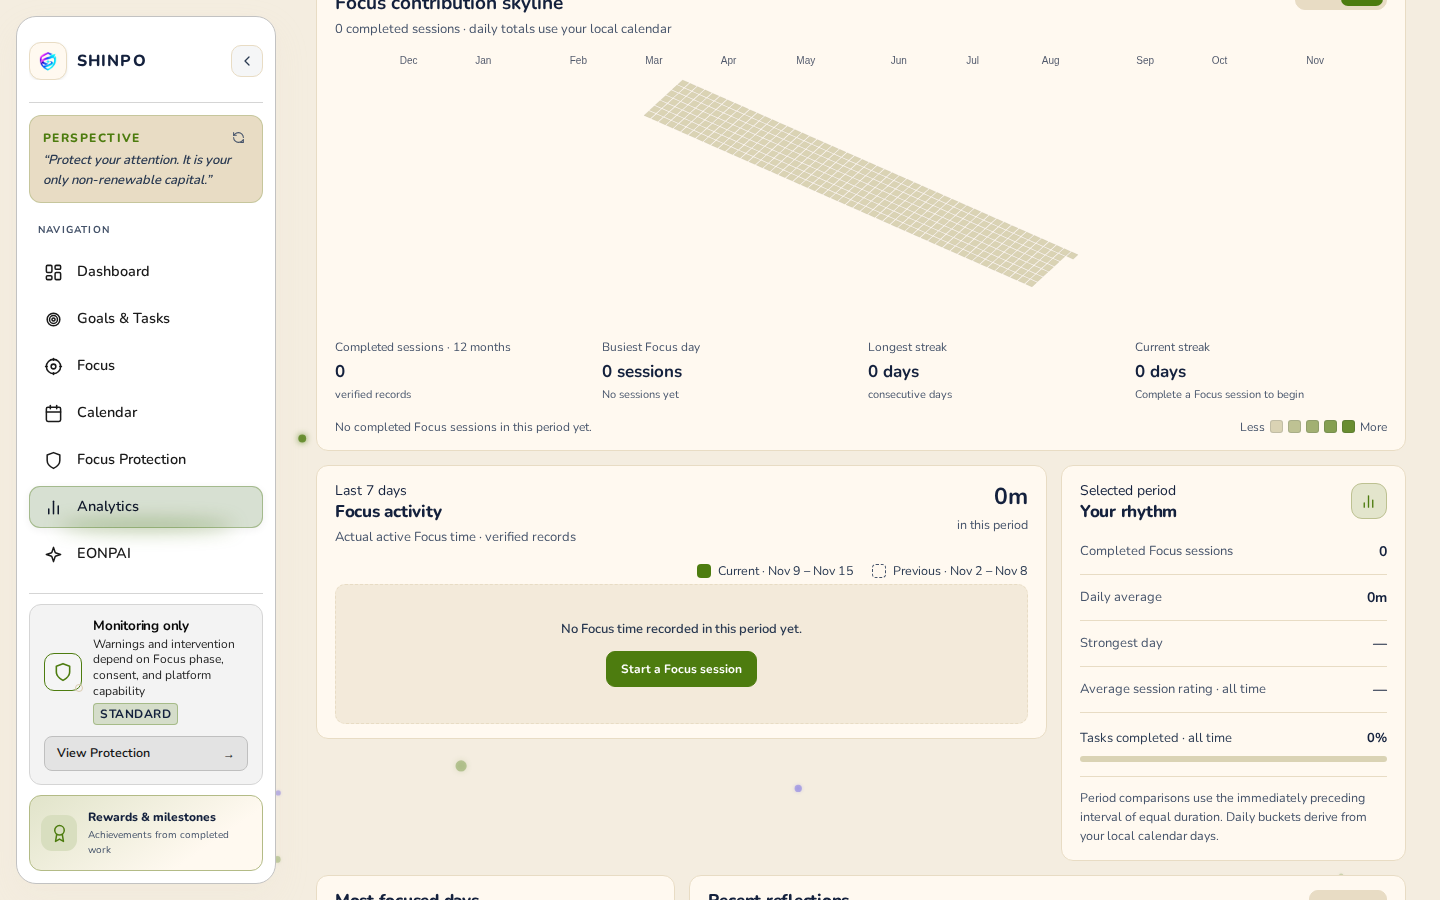 SHINPO
PERSPECTIVE
“Protect your attention. It is your
only non-renewable capital.”
NAVIGATION
Dashboard
Goals & Tasks
Focus
Calendar
Focus Protection
Analytics
EONPAI
Monitoring only
Warnings and intervention
depend on Focus phase,
consent, and platform
capability
STANDARD
View Protection →
Rewards & milestones
Achievements from completed
work
Focus contribution skyline
0 completed sessions · daily totals use your local calendar
Dec Jan Feb Mar Apr May Jun Jul Aug Sep Oct Nov
Completed sessions · 12 months
0
verified records
Busiest Focus day
0 sessions
No sessions yet
Longest streak
0 days
consecutive days
Current streak
0 days
Complete a Focus session to begin
No completed Focus sessions in this period yet.
Less More
Last 7 days
Focus activity
Actual active Focus time · verified records
0m
in this period
Current · Nov 9 – Nov 15 Previous · Nov 2 – Nov 8
No Focus time recorded in this period yet.
Start a Focus session
Selected period
Your rhythm
Completed Focus sessions 0
Daily average 0m
Strongest day —
Average session rating · all time —
Tasks completed · all time 0%
Period comparisons use the immediately preceding
interval of equal duration. Daily buckets derive from
your local calendar days.
Most focused days
Recent reflections